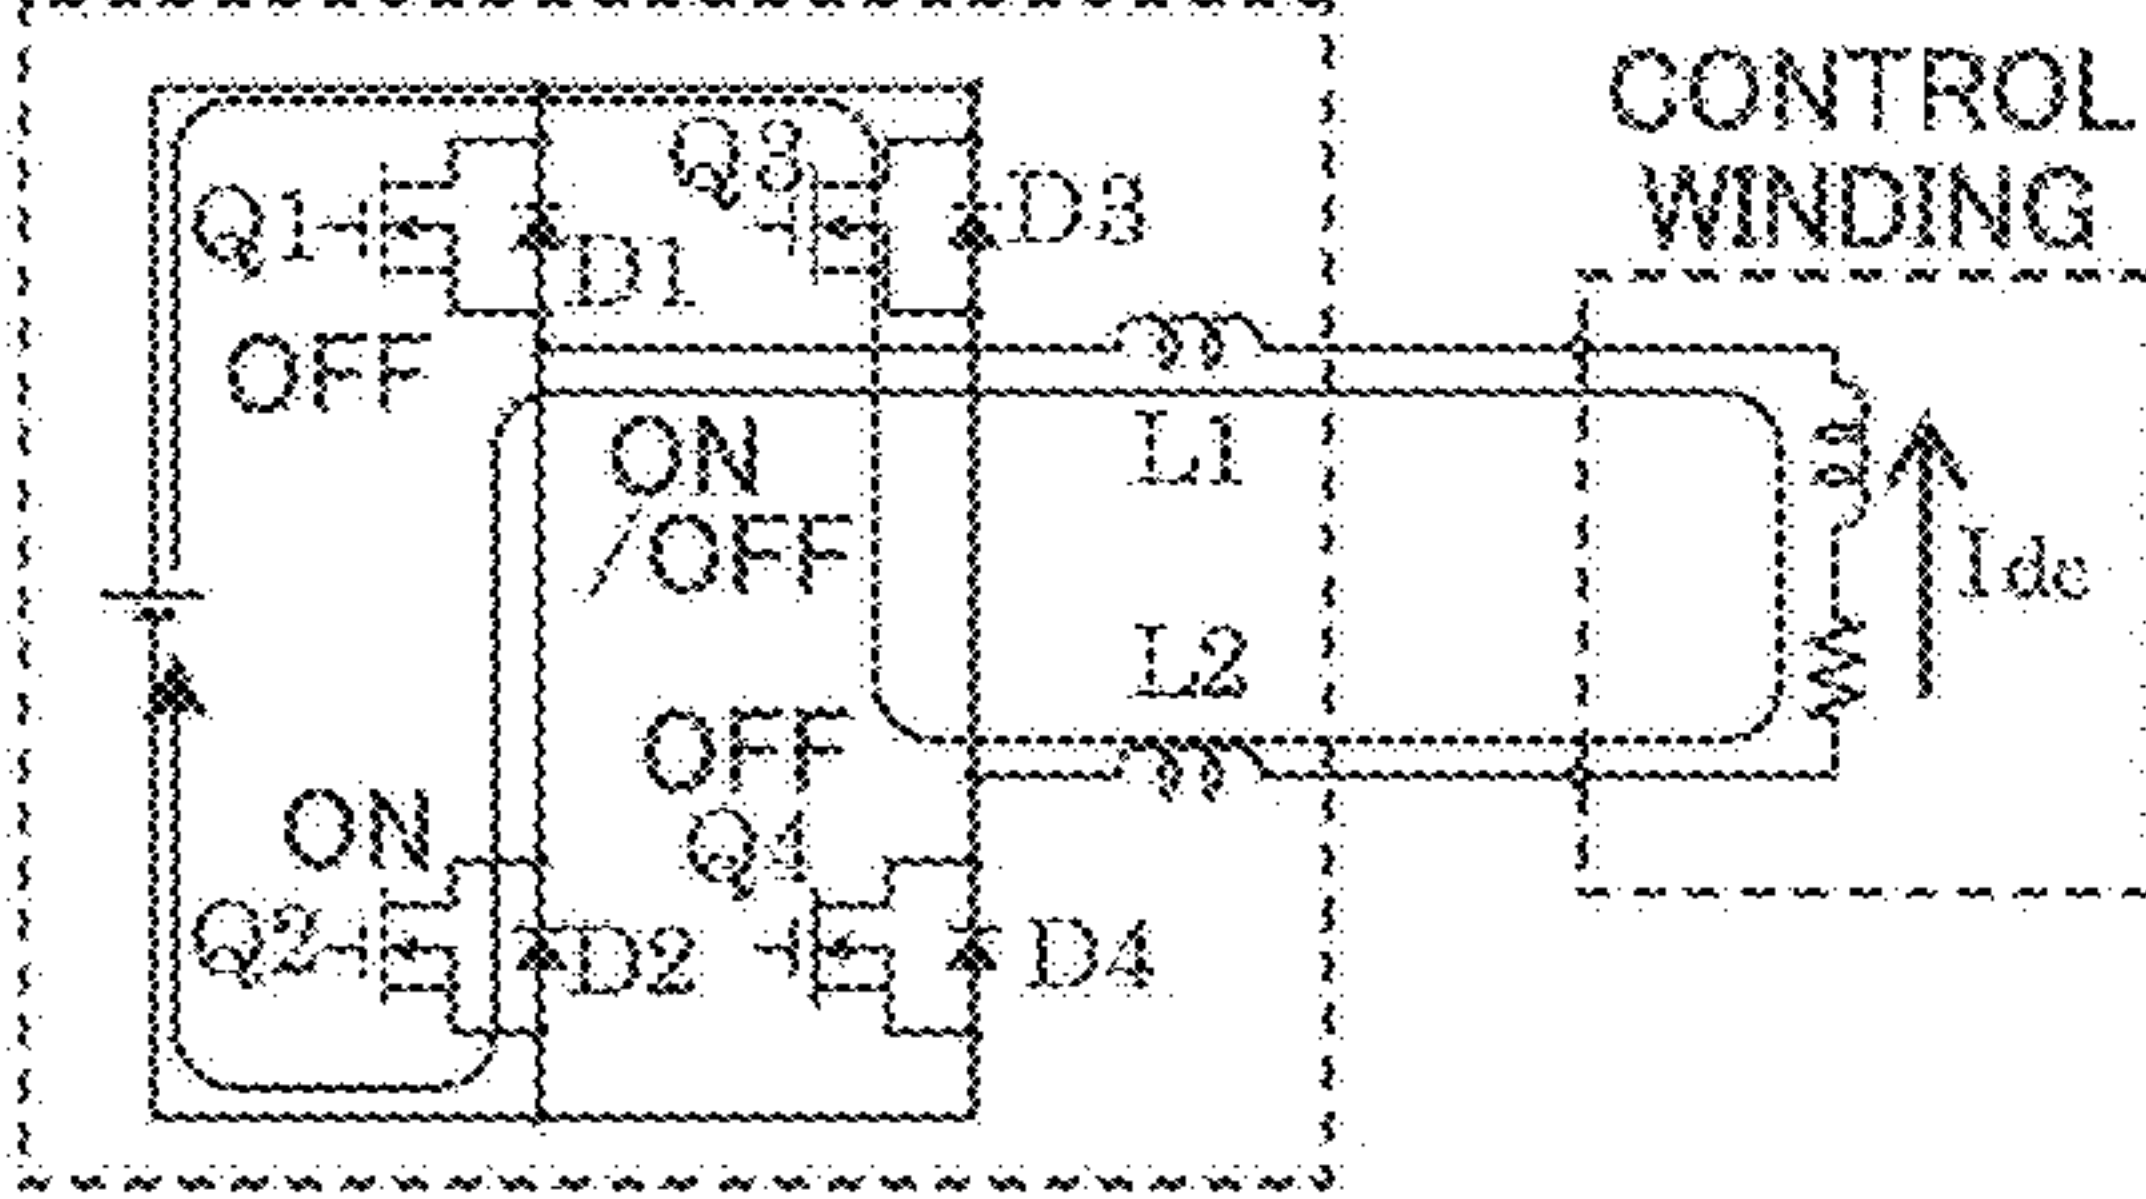 CONTROL
WINDING
Q3
Q1
D1
D3
OFF
ON
/OFF
L1
Idc
L2
OFF
ON
Q4
Q2
D2
D4